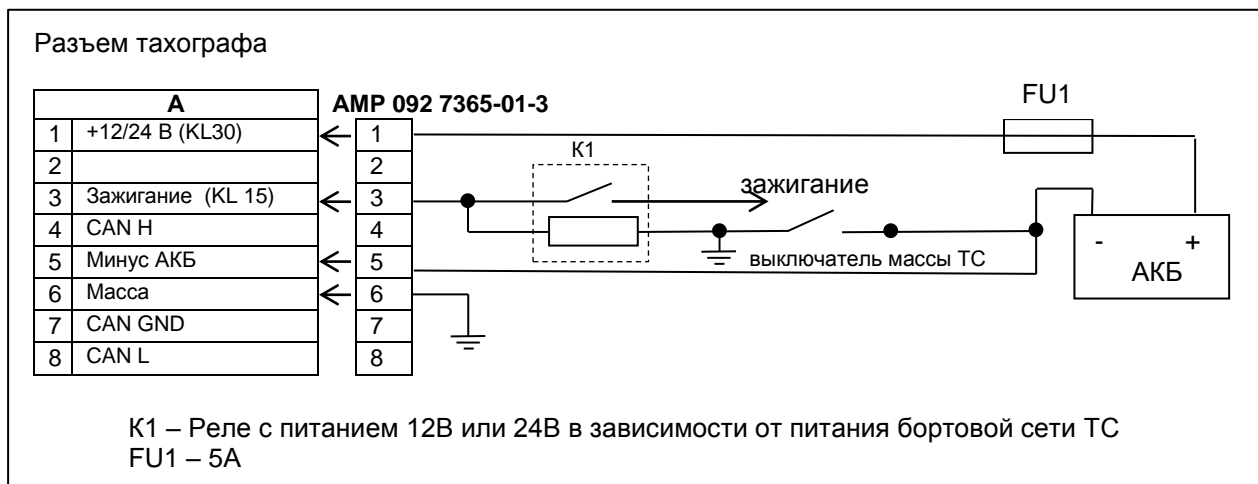 Разъем тахографа
A
AMP 092 7365-01-3
FU1
1 +12/24 В (KL30) 1
К1
2 2
зажигание
3 Зажигание (KL 15) 3
4 CAN H 4
- +
5 Минус АКБ 5
выключатель массы ТС
АКБ
6 Масса 6
7 CAN GND 7
8 CAN L 8
К1 – Реле с питанием 12В или 24В в зависимости от питания бортовой сети ТС
FU1 – 5А